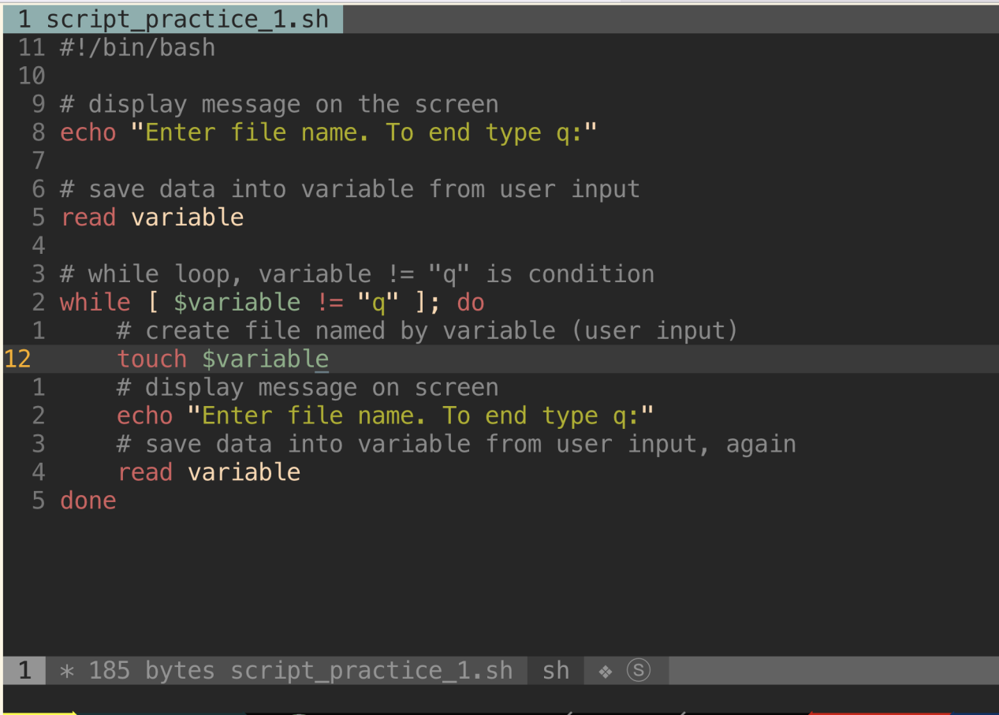 1 script_practice_1.sh
11 #!/bin/bash
10
9 # display message on the screen
8 echo "Enter file name. To end type q:"
7
6 # save data into variable from user input
5 read variable
4
3 # while loop, variable != "q" is condition
2 while [ $variable != "q" ]; do
1     # create file named by variable (user input)
12     touch $variable
1     # display message on screen
2     echo "Enter file name. To end type q:"
3     # save data into variable from user input, again
4     read variable
5 done
1 * 185 bytes script_practice_1.sh sh ❖ Ⓢ